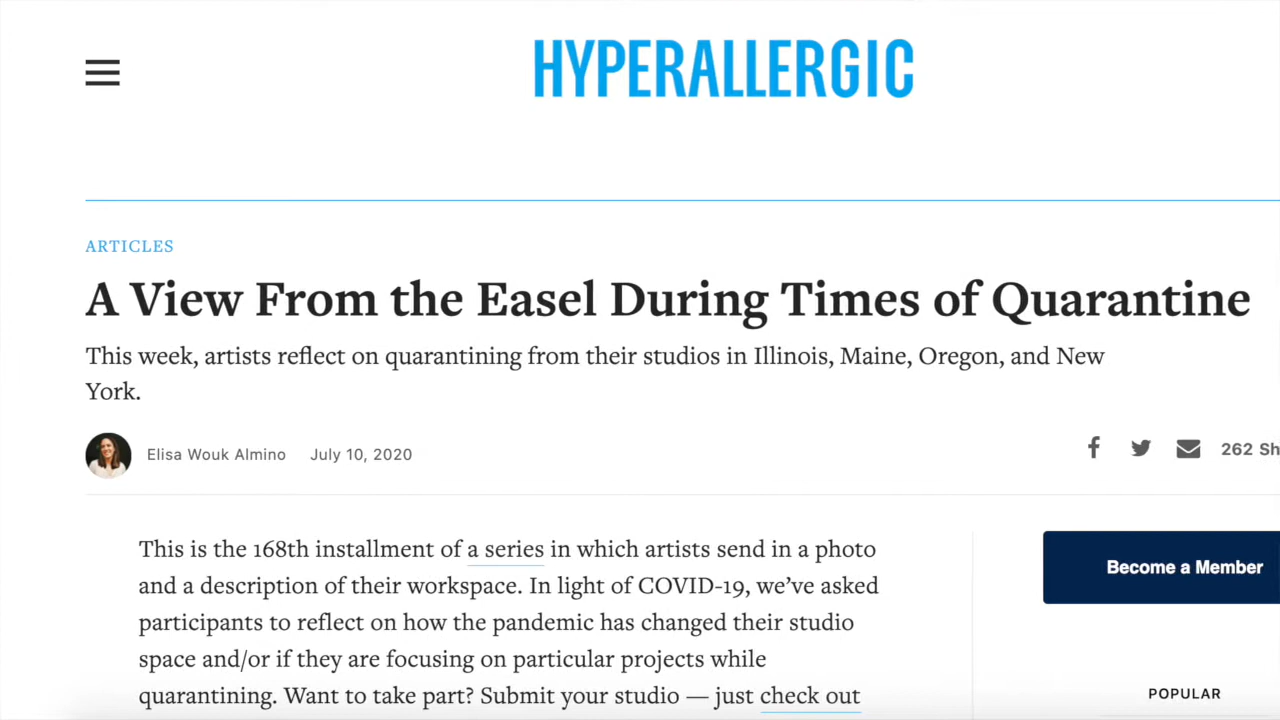 HYPERALLERGIC
ARTICLES
A View From the Easel During Times of Quarantine
This week, artists reflect on quarantining from their studios in Illinois, Maine, Oregon, and New
York.
Elisa Wouk Almino July 10, 2020
262 Sh
This is the 168th installment of a series in which artists send in a photo
and a description of their workspace. In light of COVID-19, we’ve asked
participants to reflect on how the pandemic has changed their studio
space and/or if they are focusing on particular projects while
quarantining. Want to take part? Submit your studio — just check out
Become a Member
POPULAR